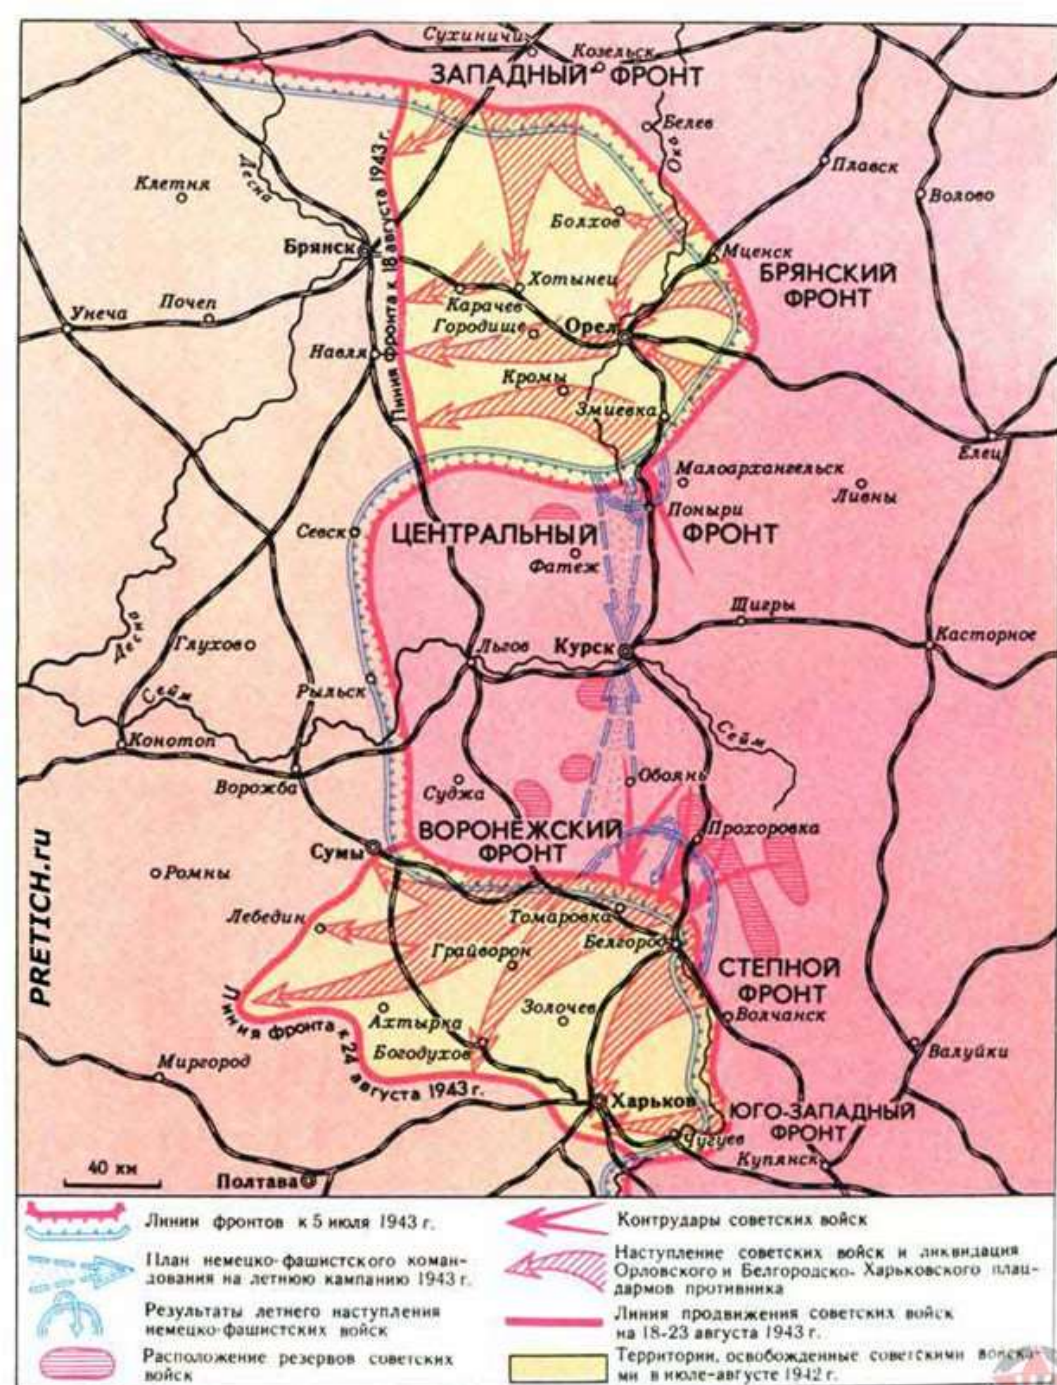 Сухиничи
Козельск
ЗАПАДНЫЙ ФРОНТ
Белев
Ока
Плавск
Десна
Клетня
Волово
Болхов
Брянск
Мценск
БРЯНСКИЙ
ФРОНТ
Линия фронта к 18 августа 1943 г.
Хотынец
Почеп
Унеча
Карачев
Городище
Орел
Навля
Кромы
Змиевка
Елец
Малоархангельск
Ливны
Поныри
Севск
ЦЕНТРАЛЬНЫЙ ФРОНТ
Фатеж
Щигры
Десна
Глухово
Льгов
Курск
Касторное
Рыльск
Сейм
Сейм
Конотоп
Ворожба
Суджа
Обоянь
ВОРОНЕЖСКИЙ
ФРОНТ
Прохоровка
Сумы
Ромны
Лебедин
Томаровка
Белгород
Грайворон
СТЕПНОЙ
ФРОНТ
Золочев
Волчанск
Ахтырка
Богодухов
Линия фронта к 24 августа 1943 г.
Миргород
Валуйки
Харьков
ЮГО-ЗАПАДНЫЙ
ФРОНТ
Чугуев
Купянск
40 км
Полтава
PRETICH.ru
Линии фронтов к 5 июля 1943 г.
План немецко-фашистского коман-
дования на летнюю кампанию 1943 г.
Результаты летнего наступления
немецко-фашистских войск
Расположение резервов советских
войск
Контрудары советских войск
Наступление советских войск и ликвидация
Орловского и Белгородско-Харьковского плац-
дармов противника
Линия продвижения советских войск
на 18-23 августа 1943 г.
Территории, освобожденные советскими войска-
ми в июле-августе 1942 г.